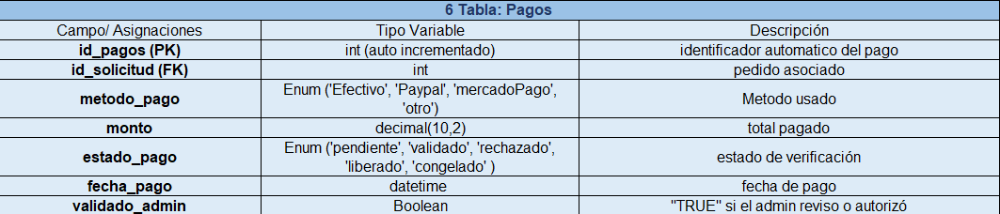 6 Tabla: Pagos
Campo/ Asignaciones Tipo Variable Descripción
id_pagos (PK) int (auto incrementado) identificador automatico del pago
id_solicitud (FK) int pedido asociado
metodo_pago Enum ('Efectivo', 'Paypal', 'mercadoPago', 'otro') Metodo usado
monto decimal(10,2) total pagado
estado_pago Enum ('pendiente', 'validado', 'rechazado', 'liberado', 'congelado' ) estado de verificación
fecha_pago datetime fecha de pago
validado_admin Boolean "TRUE" si el admin reviso o autorizó